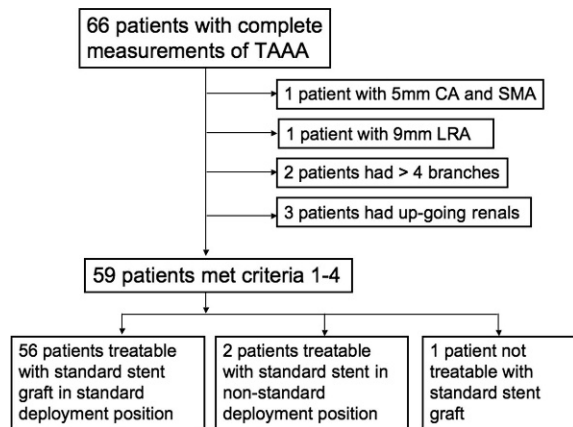 66 patients with complete
measurements of TAAA
1 patient with 5mm CA and SMA
1 patient with 9mm LRA
2 patients had > 4 branches
3 patients had up-going renals
59 patients met criteria 1-4
56 patients treatable
with standard stent
graft in standard
deployment position
2 patients treatable
with standard stent in
non-standard
deployment position
1 patient not
treatable with
standard stent
graft